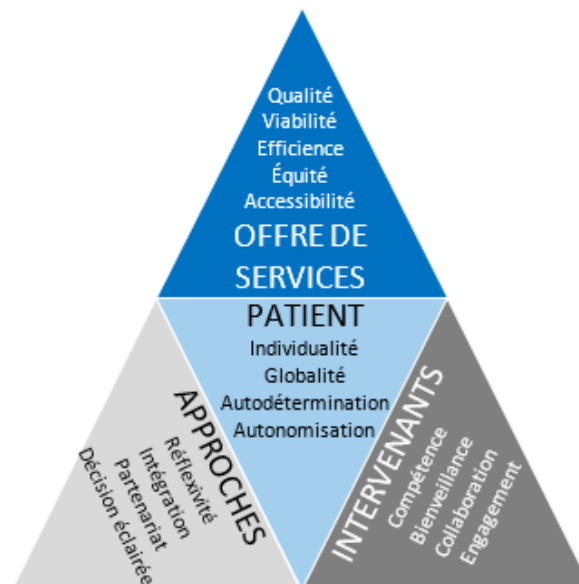 Qualité
Viabilité
Efficience
Équité
Accessibilité
OFFRE DE
SERVICES
PATIENT
Individualité
Globalité
Autodétermination
Autonomisation
APPROCHES
Réflexivité
Intégration
Partenariat
Décision éclairée
INTERVENANTS
Compétence
Bienveillance
Collaboration
Engagement